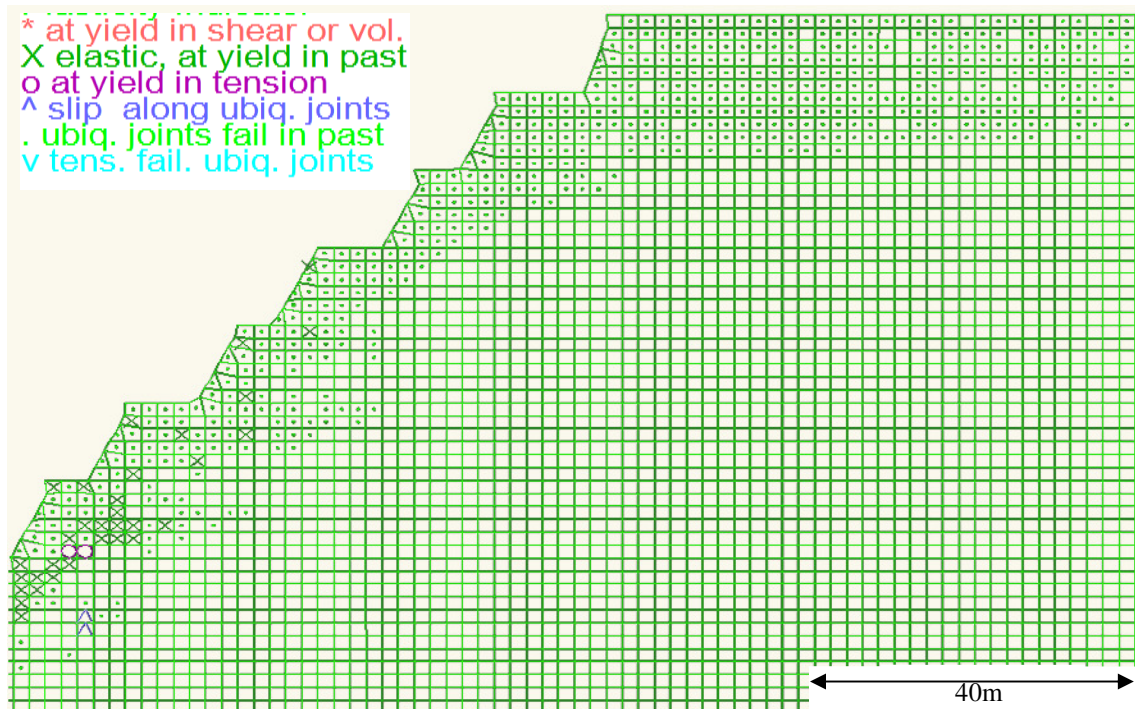 * at yield in shear or vol.
X elastic, at yield in past
o at yield in tension
^ slip along ubiq. joints
. ubiq. joints fail in past
v tens. fail. ubiq. joints
40m